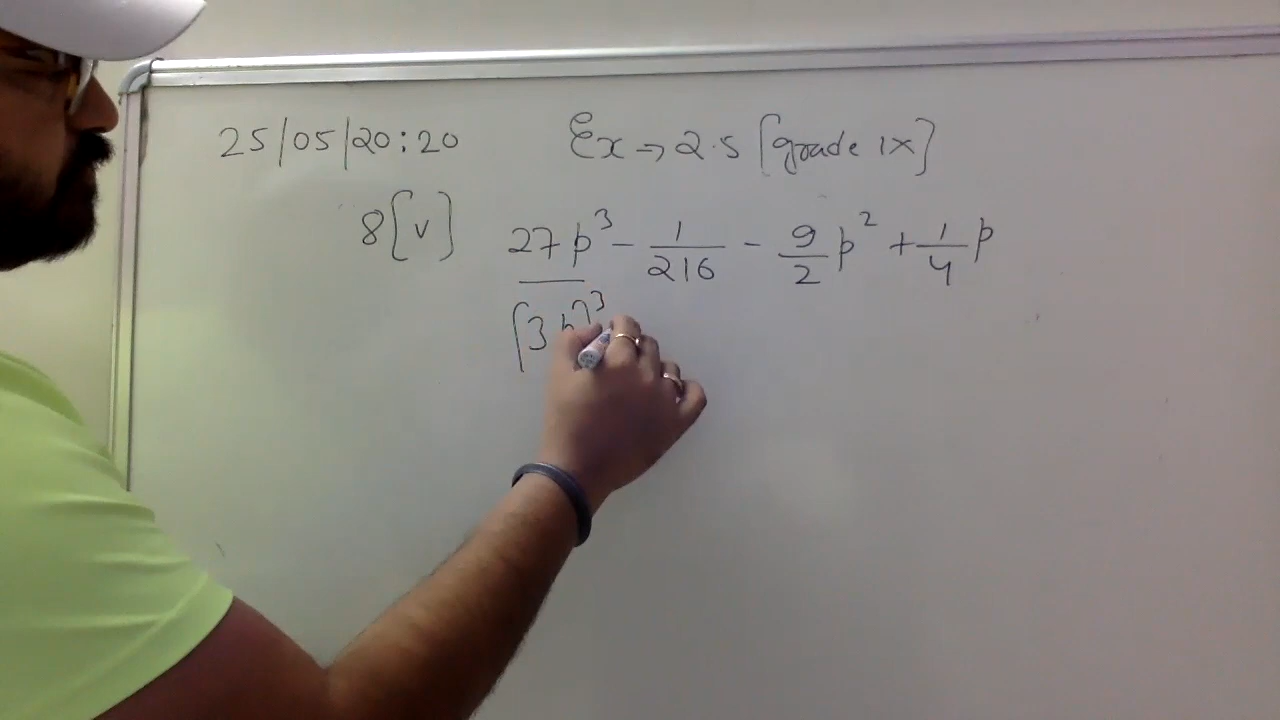 25/05/20:20 Ex → 2.5 [grade IX]
8[v] 27p³ - 1/216 - 9/2 p² + 1/4 p
[3p]³